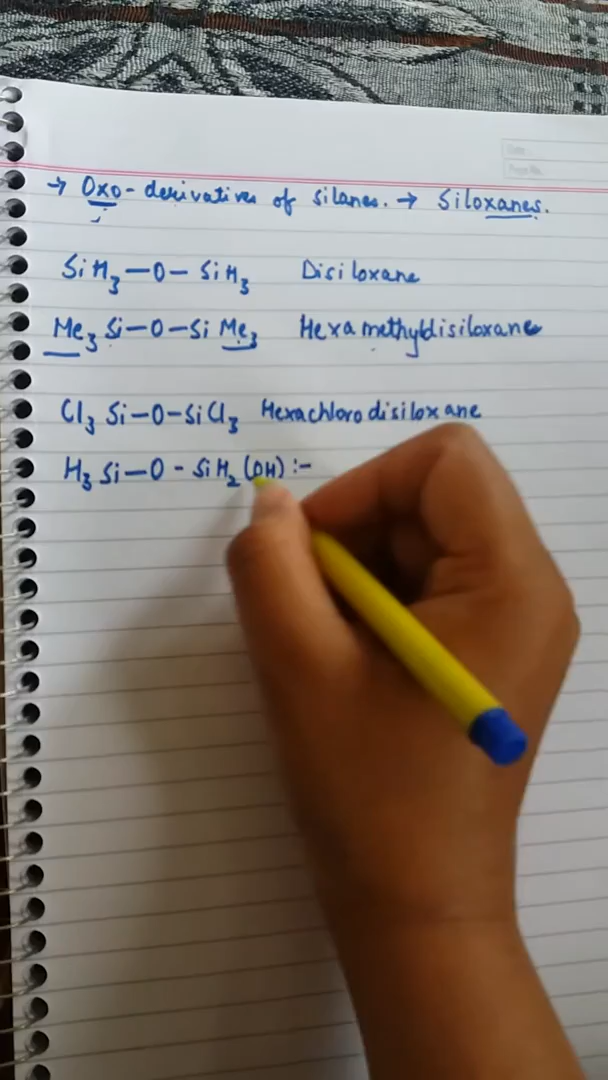 → Oxo-derivatives of silanes. → Siloxanes.
SiH₃—O—SiH₃ Disiloxane
Me₃Si—O—SiMe₃ Hexamethyldisiloxane
Cl₃Si—O—SiCl₃ Hexachlorodisiloxane
H₃Si—O-SiH₂(OH):-